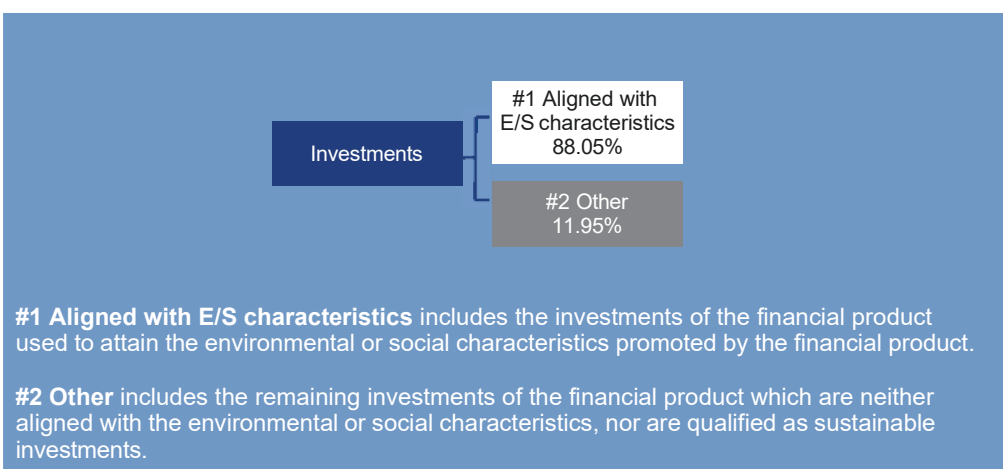 #1 Aligned with
E/S characteristics
88.05%
Investments
#2 Other
11.95%
#1 Aligned with E/S characteristics includes the investments of the financial product
used to attain the environmental or social characteristics promoted by the financial product.
#2 Other includes the remaining investments of the financial product which are neither
aligned with the environmental or social characteristics, nor are qualified as sustainable
investments.